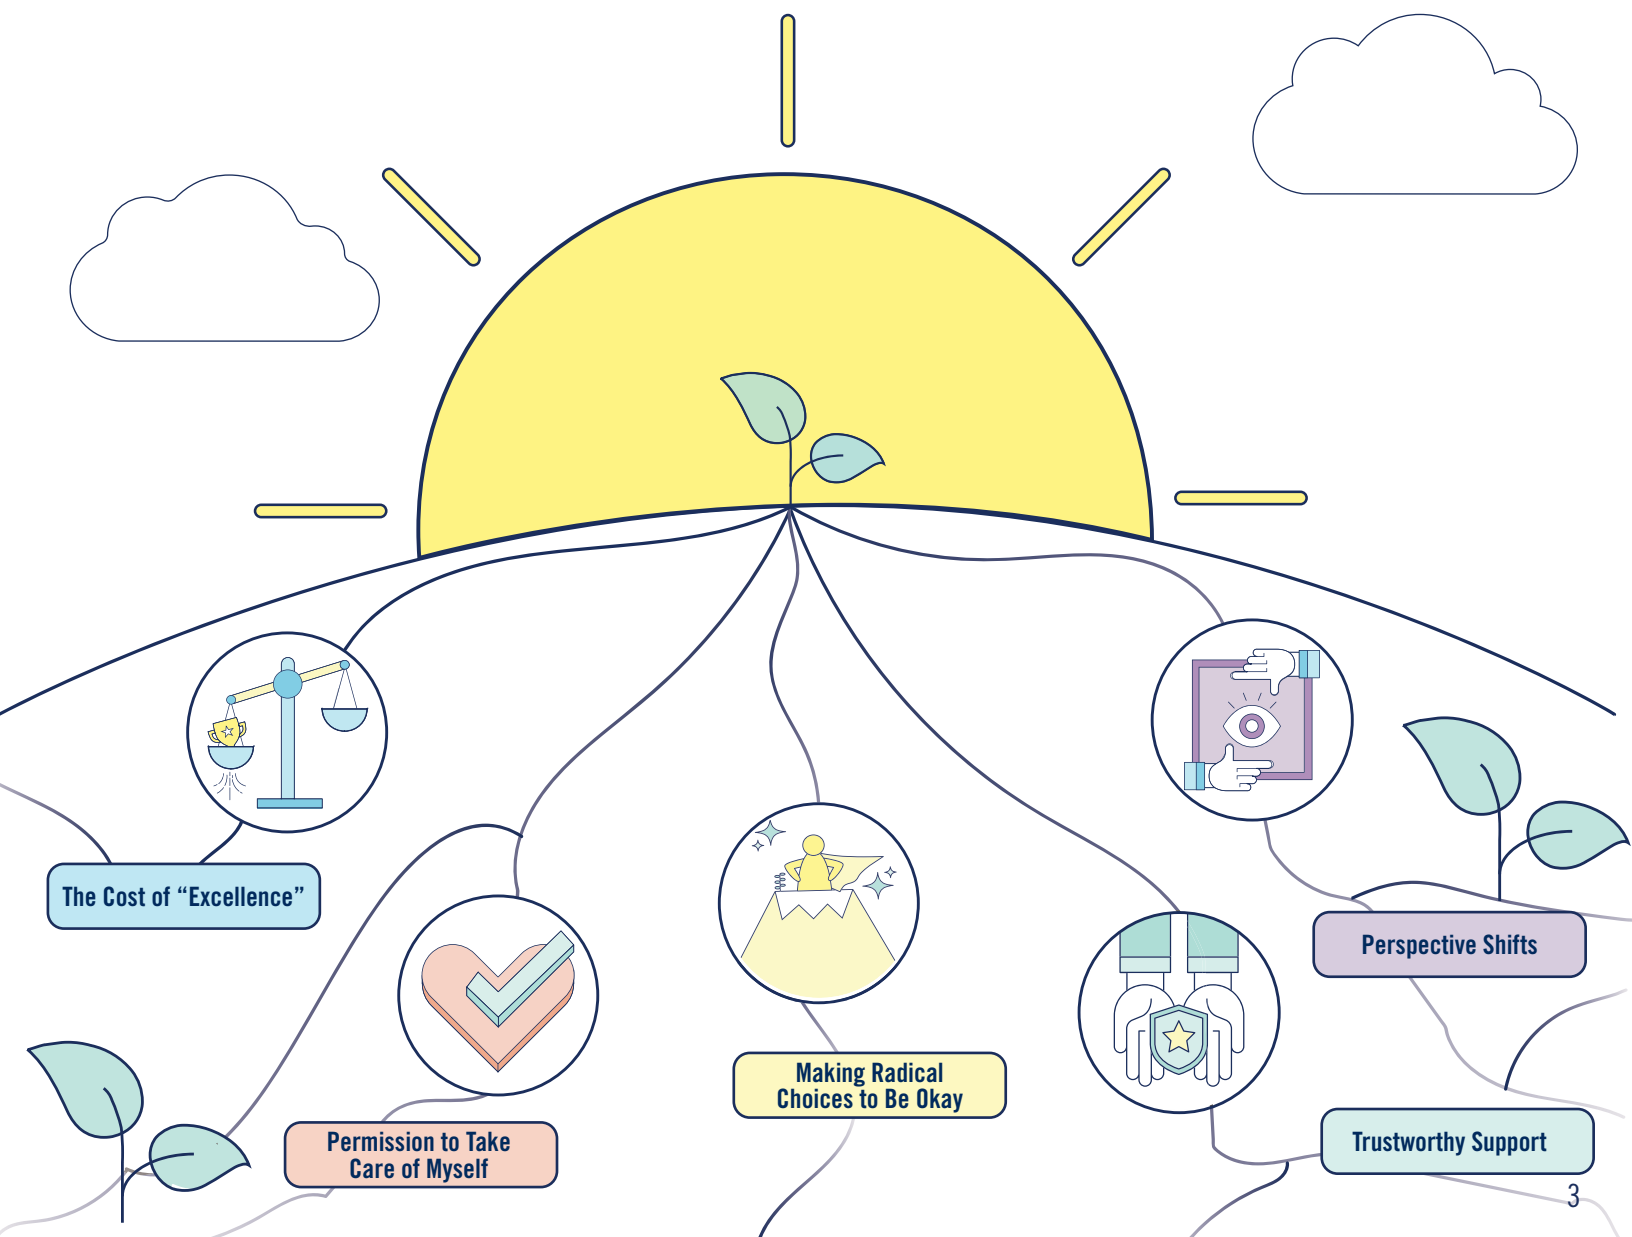 The Cost of “Excellence”
Permission to Take
Care of Myself
Making Radical
Choices to Be Okay
Perspective Shifts
Trustworthy Support
3